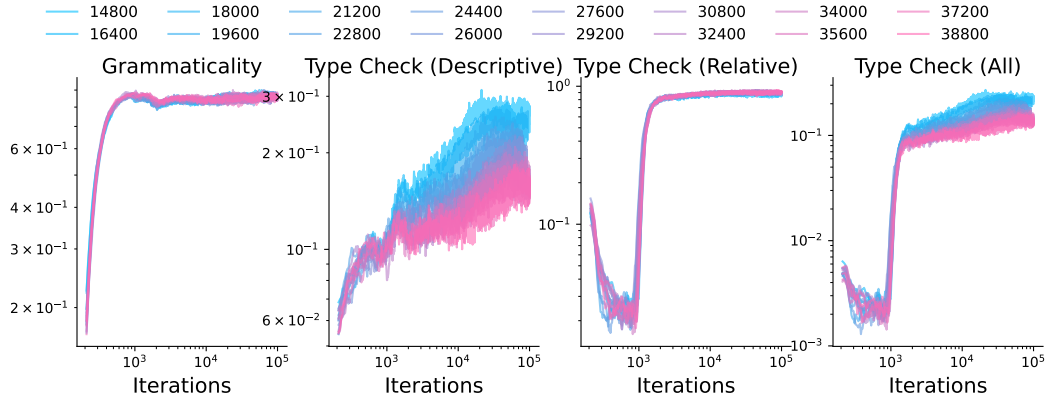 14800 18000 21200 24400 27600 30800 34000 37200
16400 19600 22800 26000 29200 32400 35600 38800
Grammaticality Type Check (Descriptive) Type Check (Relative) Type Check (All)
6 × 10⁻¹
4 × 10⁻¹
3 × 10⁻¹
2 × 10⁻¹
10³ 10⁴ 10⁵
Iterations
3 × 10⁻¹
2 × 10⁻¹
10⁻¹
6 × 10⁻²
10³ 10⁴ 10⁵
Iterations
10⁰
10⁻¹
10³ 10⁴ 10⁵
Iterations
10⁻¹
10⁻²
10⁻³
10³ 10⁴ 10⁵
Iterations